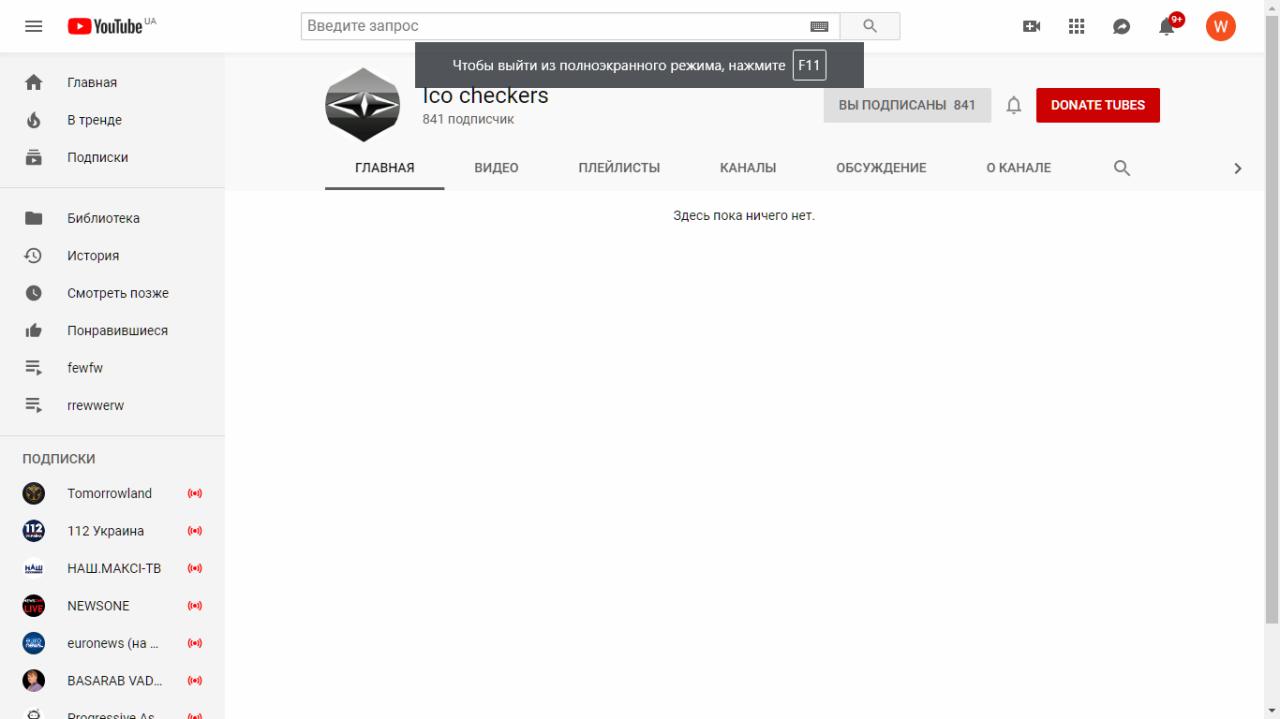 YouTube UA
Введите запрос
9+
W
Чтобы выйти из полноэкранного режима, нажмите F11
Ico checkers
841 подписчик
ВЫ ПОДПИСАНЫ 841
DONATE TUBES
ГЛАВНАЯ
ВИДЕО
ПЛЕЙЛИСТЫ
КАНАЛЫ
ОБСУЖДЕНИЕ
О КАНАЛЕ
Здесь пока ничего нет.
Главная
В тренде
Подписки
Библиотека
История
Смотреть позже
Понравившиеся
fewfw
rrewwerw
ПОДПИСКИ
Tomorrowland
112 Украина
НАШ.МАКСІ-ТВ
NEWSONE
euronews (на ...
BASARAB VAD...
Progressive As